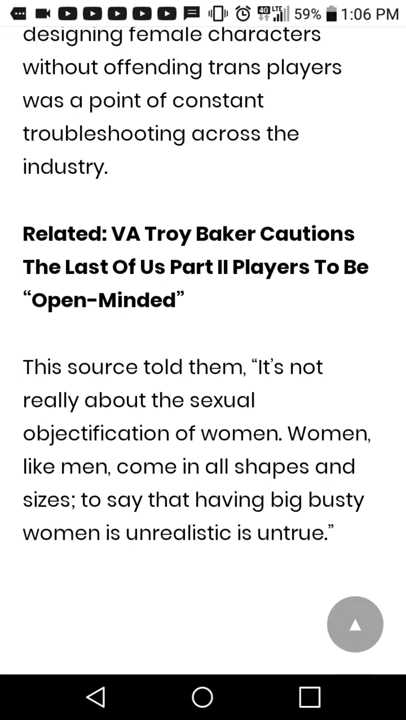 59% 1:06 PM
designing female characters
without offending trans players
was a point of constant
troubleshooting across the
industry.
Related: VA Troy Baker Cautions
The Last Of Us Part II Players To Be
“Open-Minded”
This source told them, “It’s not
really about the sexual
objectification of women. Women,
like men, come in all shapes and
sizes; to say that having big busty
women is unrealistic is untrue.”